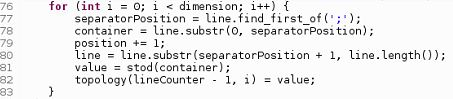 76 for (int i = 0; i < dimension; i++) {
77 separatorPosition = line.find_first_of(';');
78 container = line.substr(0, separatorPosition);
79 position += 1;
80 line = line.substr(separatorPosition + 1, line.length());
81 value = stod(container);
82 topology(lineCounter - 1, i) = value;
83 }